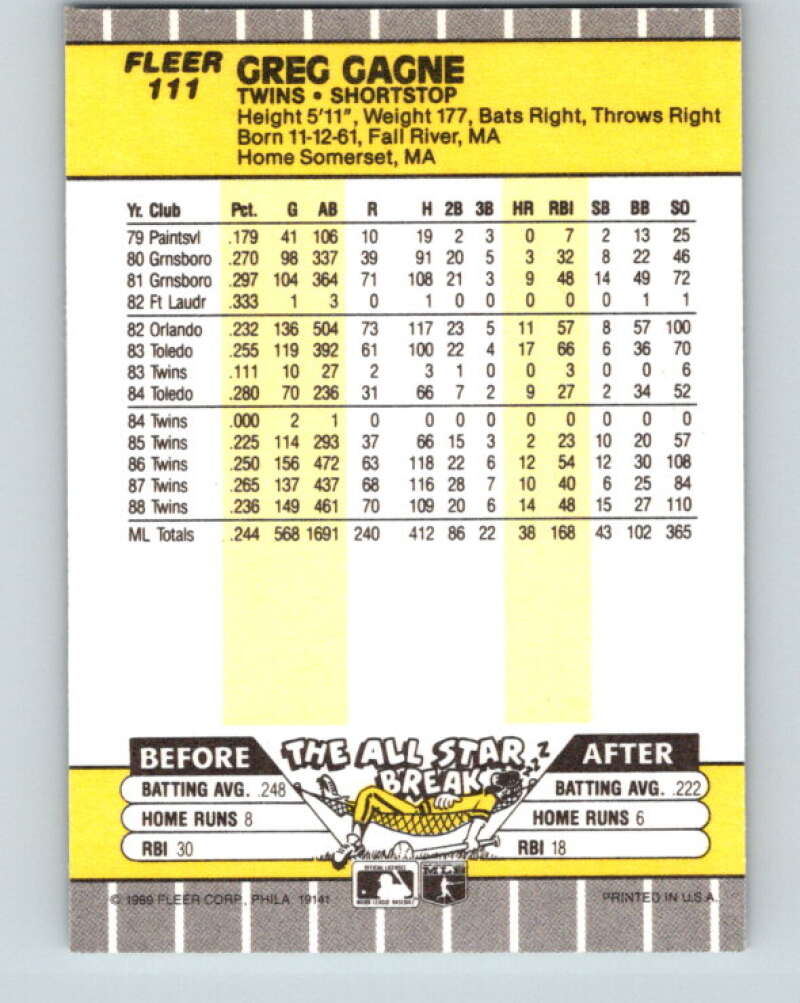 FLEER
111
GREG GAGNE
TWINS • SHORTSTOP
Height 5'11", Weight 177, Bats Right, Throws Right
Born 11-12-61, Fall River, MA
Home Somerset, MA
Yr. Club Pct. G AB R H 2B 3B HR RBI SB BB SO
79 Paintsvl .179 41 106 10 19 2 3 0 7 2 13 25
80 Grnsboro .270 98 337 39 91 20 5 3 32 8 22 46
81 Grnsboro .297 104 364 71 108 21 3 9 48 14 49 72
82 Ft Laudr .333 1 3 0 1 0 0 0 0 0 1 1
82 Orlando .232 136 504 73 117 23 5 11 57 8 57 100
83 Toledo .255 119 392 61 100 22 4 17 66 6 36 70
83 Twins .111 10 27 2 3 1 0 0 3 0 0 6
84 Toledo .280 70 236 31 66 7 2 9 27 2 34 52
84 Twins .000 2 1 0 0 0 0 0 0 0 0 0
85 Twins .225 114 293 37 66 15 3 2 23 10 20 57
86 Twins .250 156 472 63 118 22 6 12 54 12 30 108
87 Twins .265 137 437 68 116 28 7 10 40 6 25 84
88 Twins .236 149 461 70 109 20 6 14 48 15 27 110
ML Totals .244 568 1691 240 412 86 22 38 168 43 102 365
BEFORE THE ALL STAR BREAK ZZZ AFTER
BATTING AVG. .248 BATTING AVG. .222
HOME RUNS 8 HOME RUNS 6
RBI 30 RBI 18
MLB
© 1989 FLEER CORP., PHILA. 19141 PRINTED IN U.S.A.